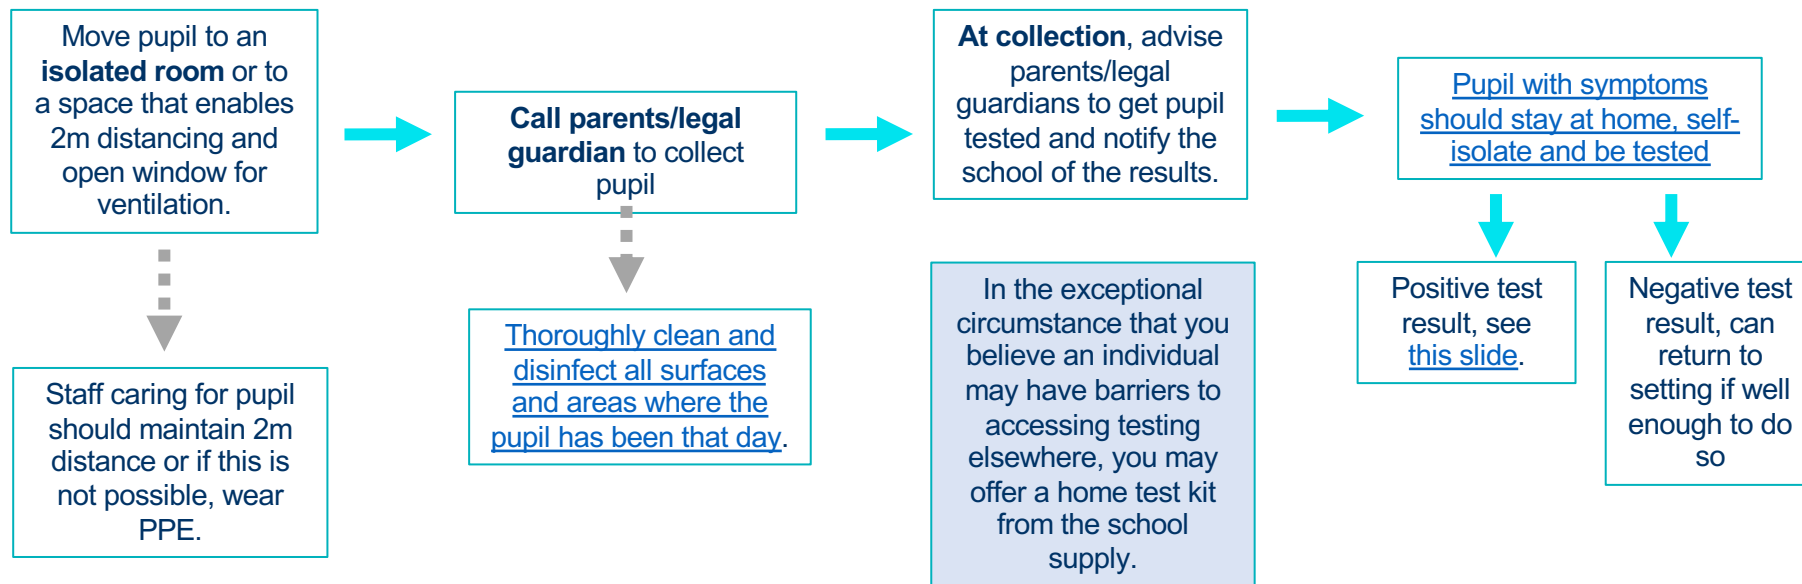 Move pupil to an
isolated room or to
a space that enables
2m distancing and
open window for
ventilation.
Staff caring for pupil
should maintain 2m
distance or if this is
not possible, wear
PPE.
Call parents/legal
guardian to collect
pupil
Thoroughly clean and
disinfect all surfaces
and areas where the
pupil has been that day.
At collection, advise
parents/legal
guardians to get pupil
tested and notify the
school of the results.
In the exceptional
circumstance that you
believe an individual
may have barriers to
accessing testing
elsewhere, you may
offer a home test kit
from the school
supply.
Pupil with symptoms
should stay at home, self-
isolate and be tested
Positive test
result, see
this slide.
Negative test
result, can
return to
setting if well
enough to do
so